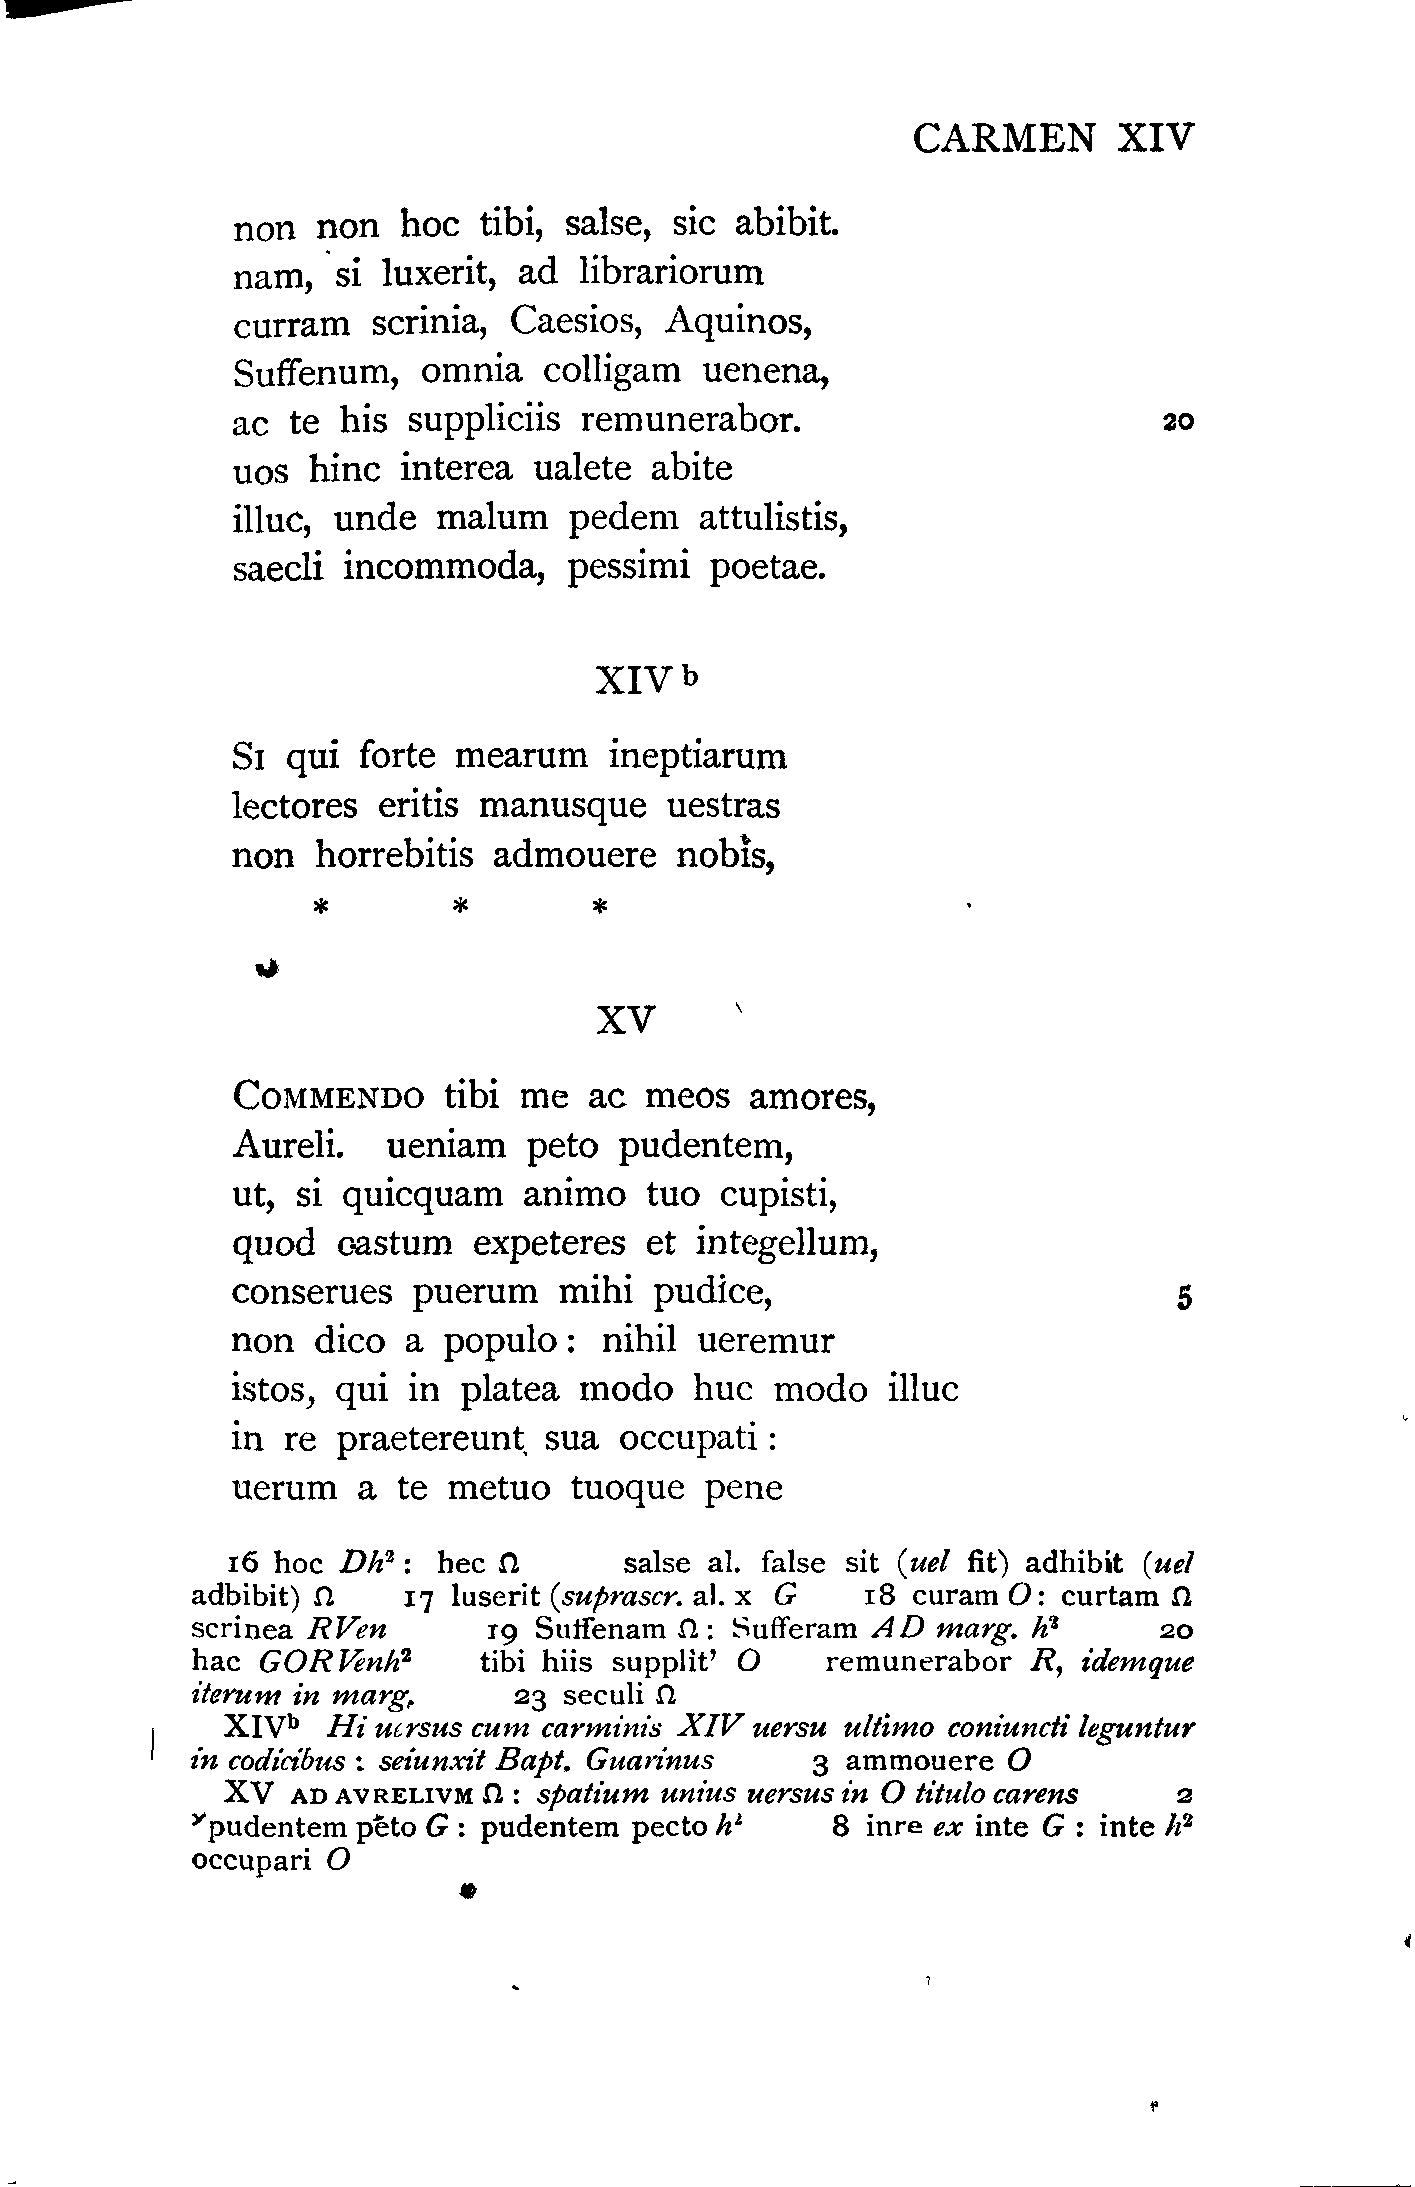 CARMEN XIV
non non hoc tibi, salse, sic abibit.
nam, si luxerit, ad librariorum
curram scrinia, Caesios, Aquinos,
Suffenum, omnia colligam uenena,
ac te his suppliciis remunerabor. 20
uos hinc interea ualete abite
illuc, unde malum pedem attulistis,
saecli incommoda, pessimi poetae.
XIV b
SI qui forte mearum ineptiarum
lectores eritis manusque uestras
non horrebitis admouere nobis,
* * *
XV
COMMENDO tibi me ac meos amores,
Aureli. ueniam peto pudentem,
ut, si quicquam animo tuo cupisti,
quod castum expeteres et integellum,
conserues puerum mihi pudice, 5
non dico a populo : nihil ueremur
istos, qui in platea modo huc modo illuc
in re praetereunt sua occupati :
uerum a te metuo tuoque pene
16 hoc Dh² : hec Ω salse al. false sit (uel fit) adhibit (uel
adbibit) Ω 17 luserit (suprascr. al. x G 18 curam O : curtam Ω
scrinea RVen 19 Suffenam Ω : Sufferam AD marg. h² 20
hac GORVenh² tibi hiis supplit' O remunerabor R, idemque
iterum in marg. 23 seculi Ω
XIVᵇ Hi uersus cum carminis XIV uersu ultimo coniuncti leguntur
in codicibus : seiunxit Bapt. Guarinus 3 ammouere O
XV AD AVRELIVM Ω : spatium unius uersus in O titulo carens 2
pudentem peto G : pudentem pecto h¹ 8 inre ex inte G : inte h²
occupari O